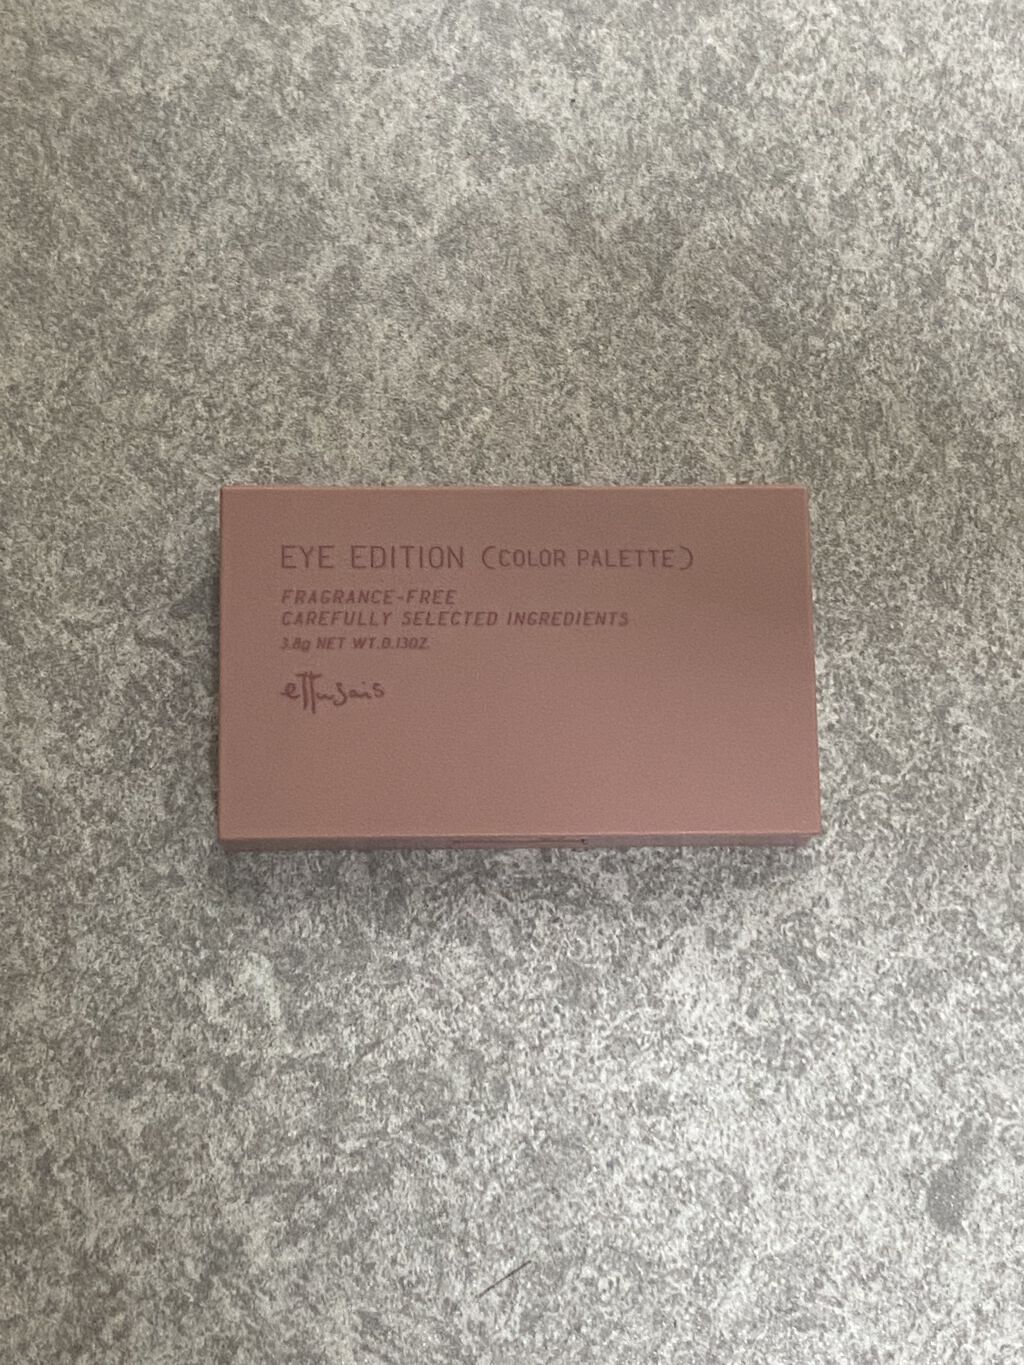 EYE EDITION (COLOR PALETTE)
FRAGRANCE-FREE
CAREFULLY SELECTED INGREDIENTS
3.8g NET WT.0.13OZ.
ettusais